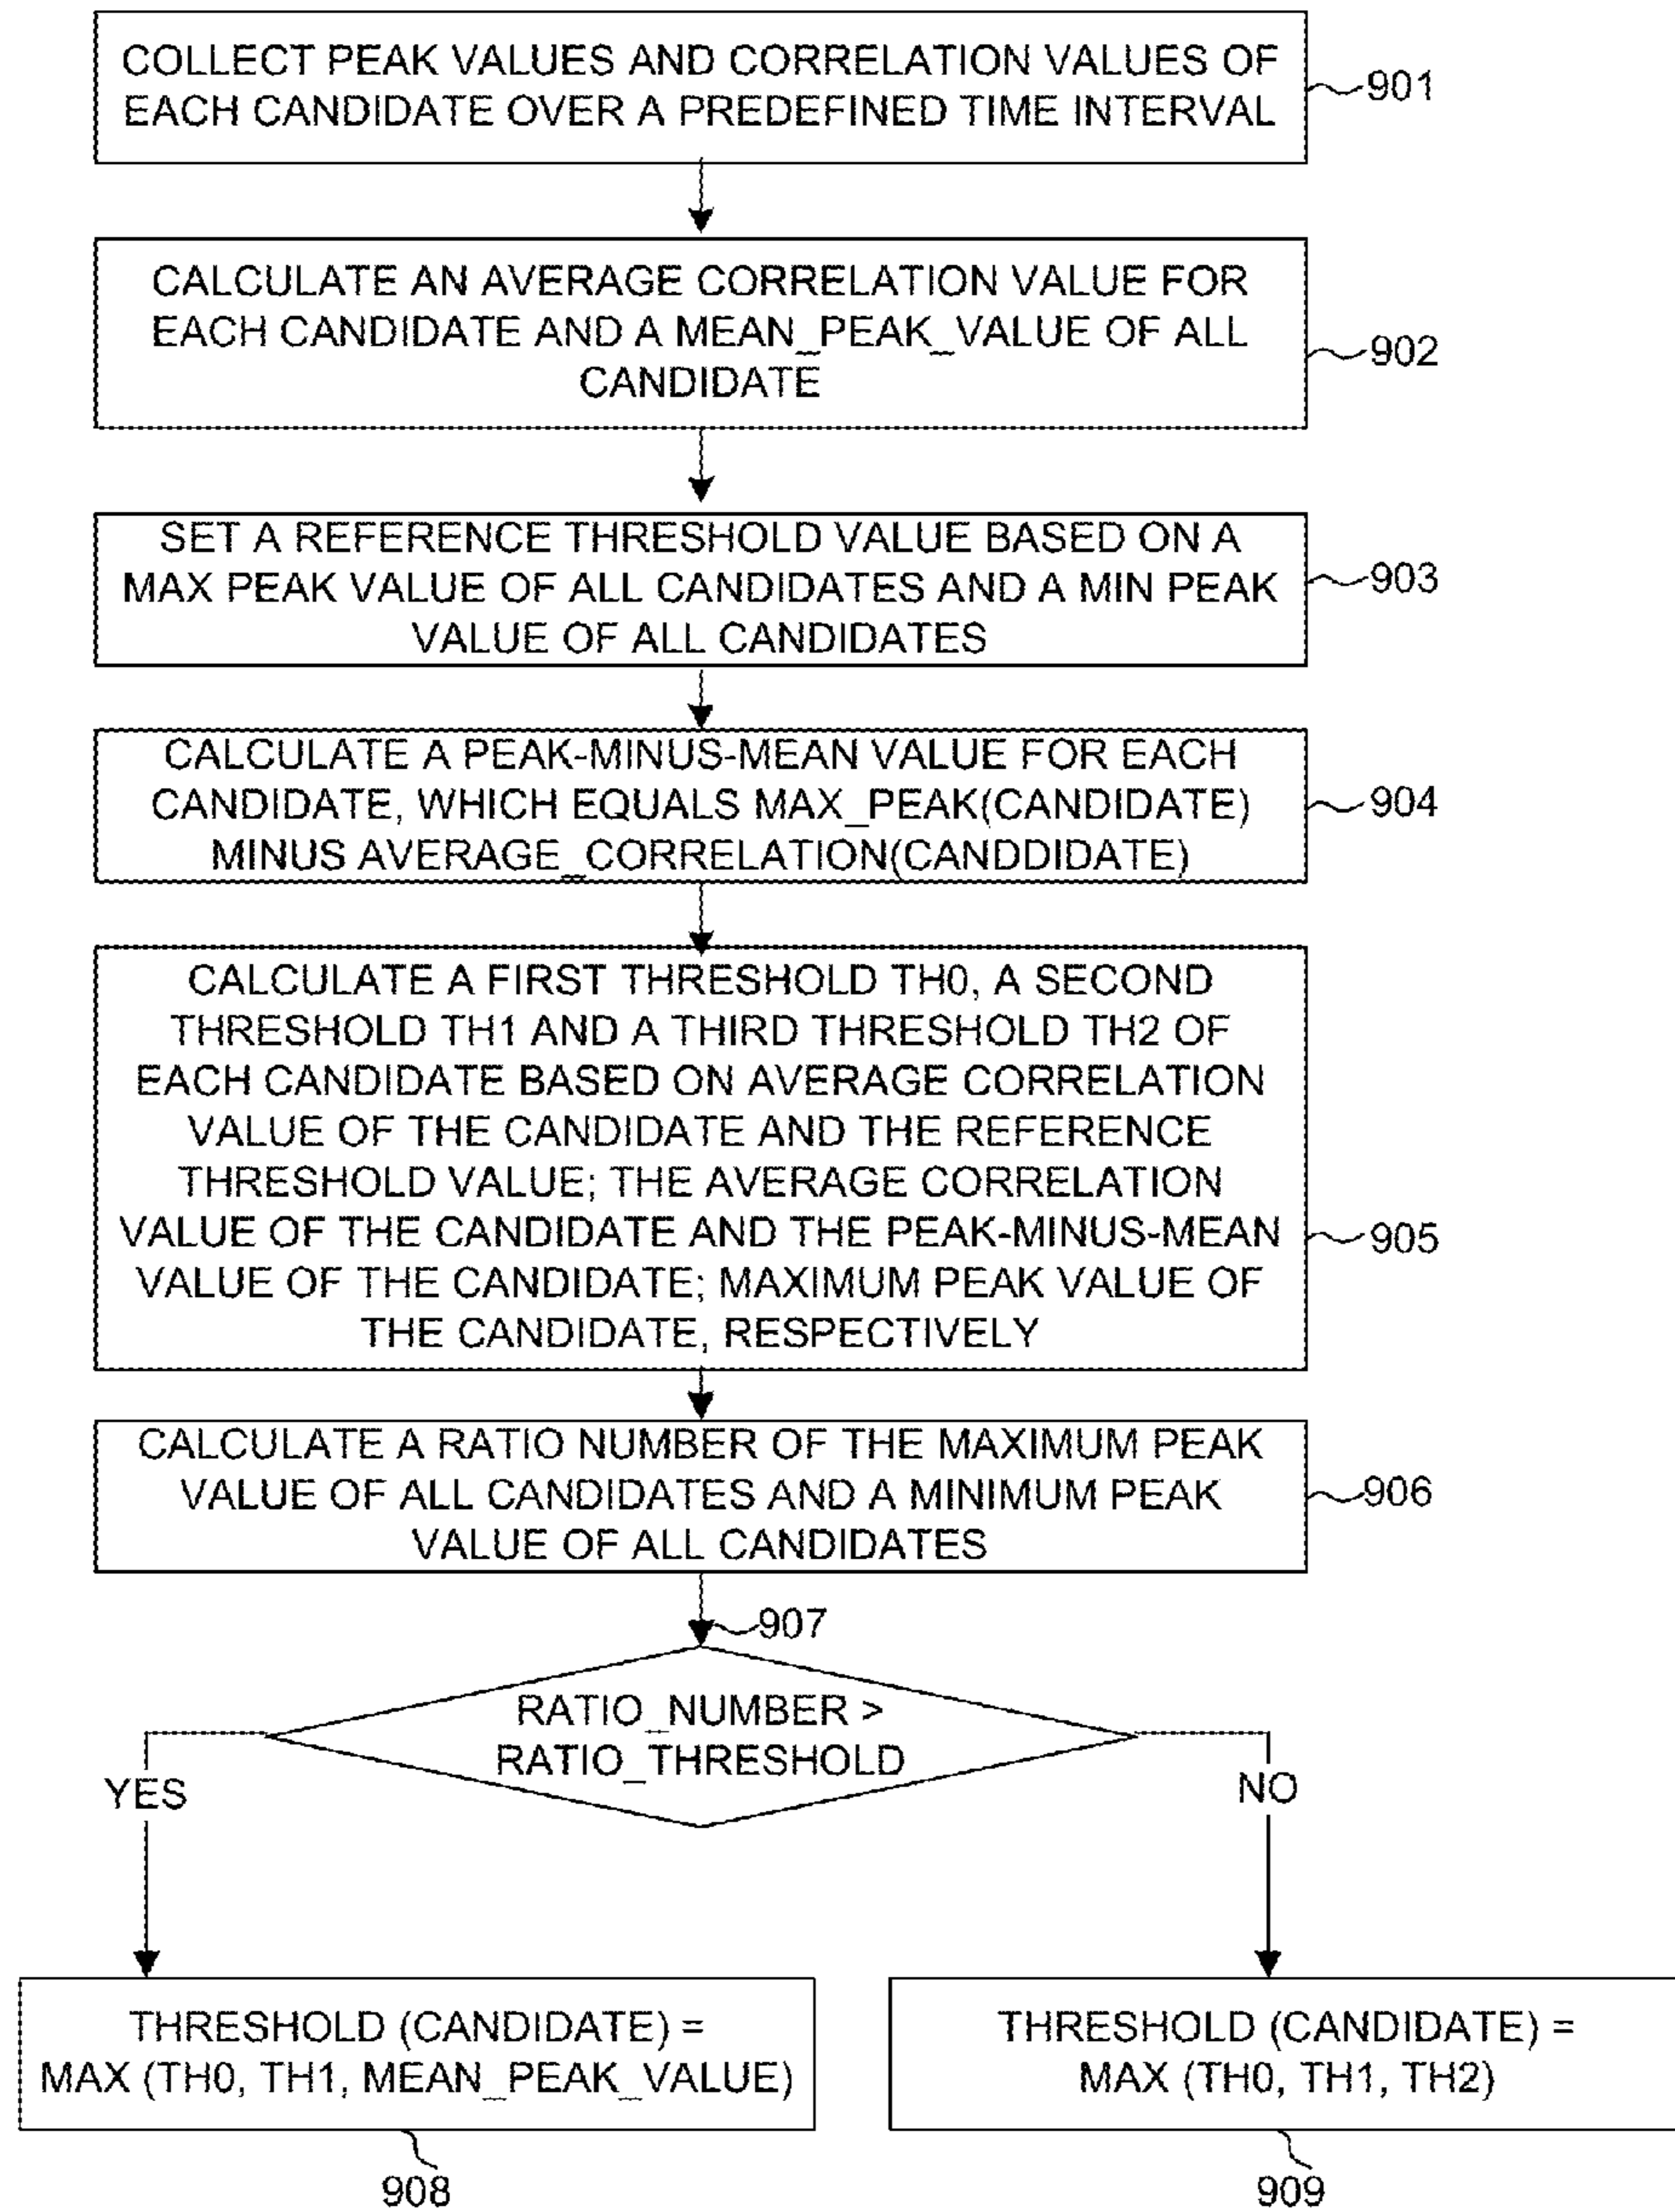 COLLECT PEAK VALUES AND CORRELATION VALUES OF
EACH CANDIDATE OVER A PREDEFINED TIME INTERVAL
901
CALCULATE AN AVERAGE CORRELATION VALUE FOR
EACH CANDIDATE AND A MEAN_PEAK_VALUE OF ALL
CANDIDATE
902
SET A REFERENCE THRESHOLD VALUE BASED ON A
MAX PEAK VALUE OF ALL CANDIDATES AND A MIN PEAK
VALUE OF ALL CANDIDATES
903
CALCULATE A PEAK-MINUS-MEAN VALUE FOR EACH
CANDIDATE, WHICH EQUALS MAX_PEAK(CANDIDATE)
MINUS AVERAGE_CORRELATION(CANDDIDATE)
904
CALCULATE A FIRST THRESHOLD TH0, A SECOND
THRESHOLD TH1 AND A THIRD THRESHOLD TH2 OF
EACH CANDIDATE BASED ON AVERAGE CORRELATION
VALUE OF THE CANDIDATE AND THE REFERENCE
THRESHOLD VALUE; THE AVERAGE CORRELATION
VALUE OF THE CANDIDATE AND THE PEAK-MINUS-MEAN
VALUE OF THE CANDIDATE; MAXIMUM PEAK VALUE OF
THE CANDIDATE, RESPECTIVELY
905
CALCULATE A RATIO NUMBER OF THE MAXIMUM PEAK
VALUE OF ALL CANDIDATES AND A MINIMUM PEAK
VALUE OF ALL CANDIDATES
906
907
RATIO_NUMBER >
RATIO_THRESHOLD
YES
NO
THRESHOLD (CANDIDATE) =
MAX (TH0, TH1, MEAN_PEAK_VALUE)
908
THRESHOLD (CANDIDATE) =
MAX (TH0, TH1, TH2)
909